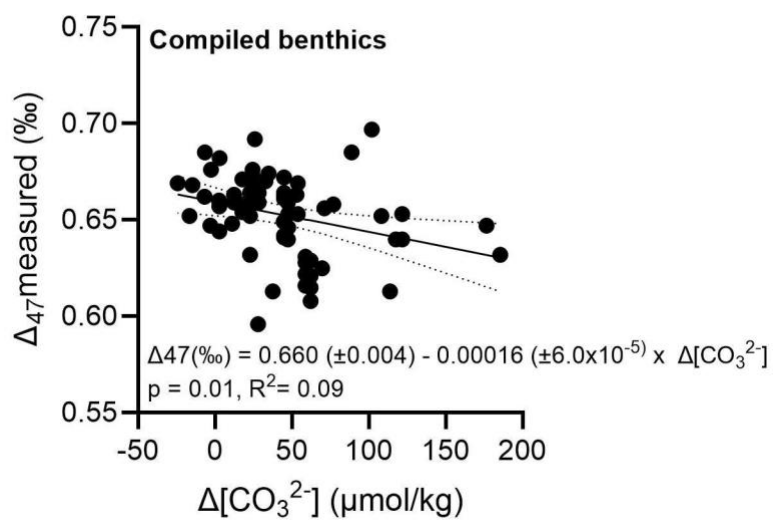 Compiled benthics
Δ47measured (‰)
0.75
0.70
0.65
0.60
0.55
Δ47(‰) = 0.660 (±0.004) - 0.00016 (±6.0x10⁻⁵) x Δ[CO₃²⁻]
p = 0.01, R²= 0.09
-50 0 50 100 150 200
Δ[CO₃²⁻] (μmol/kg)